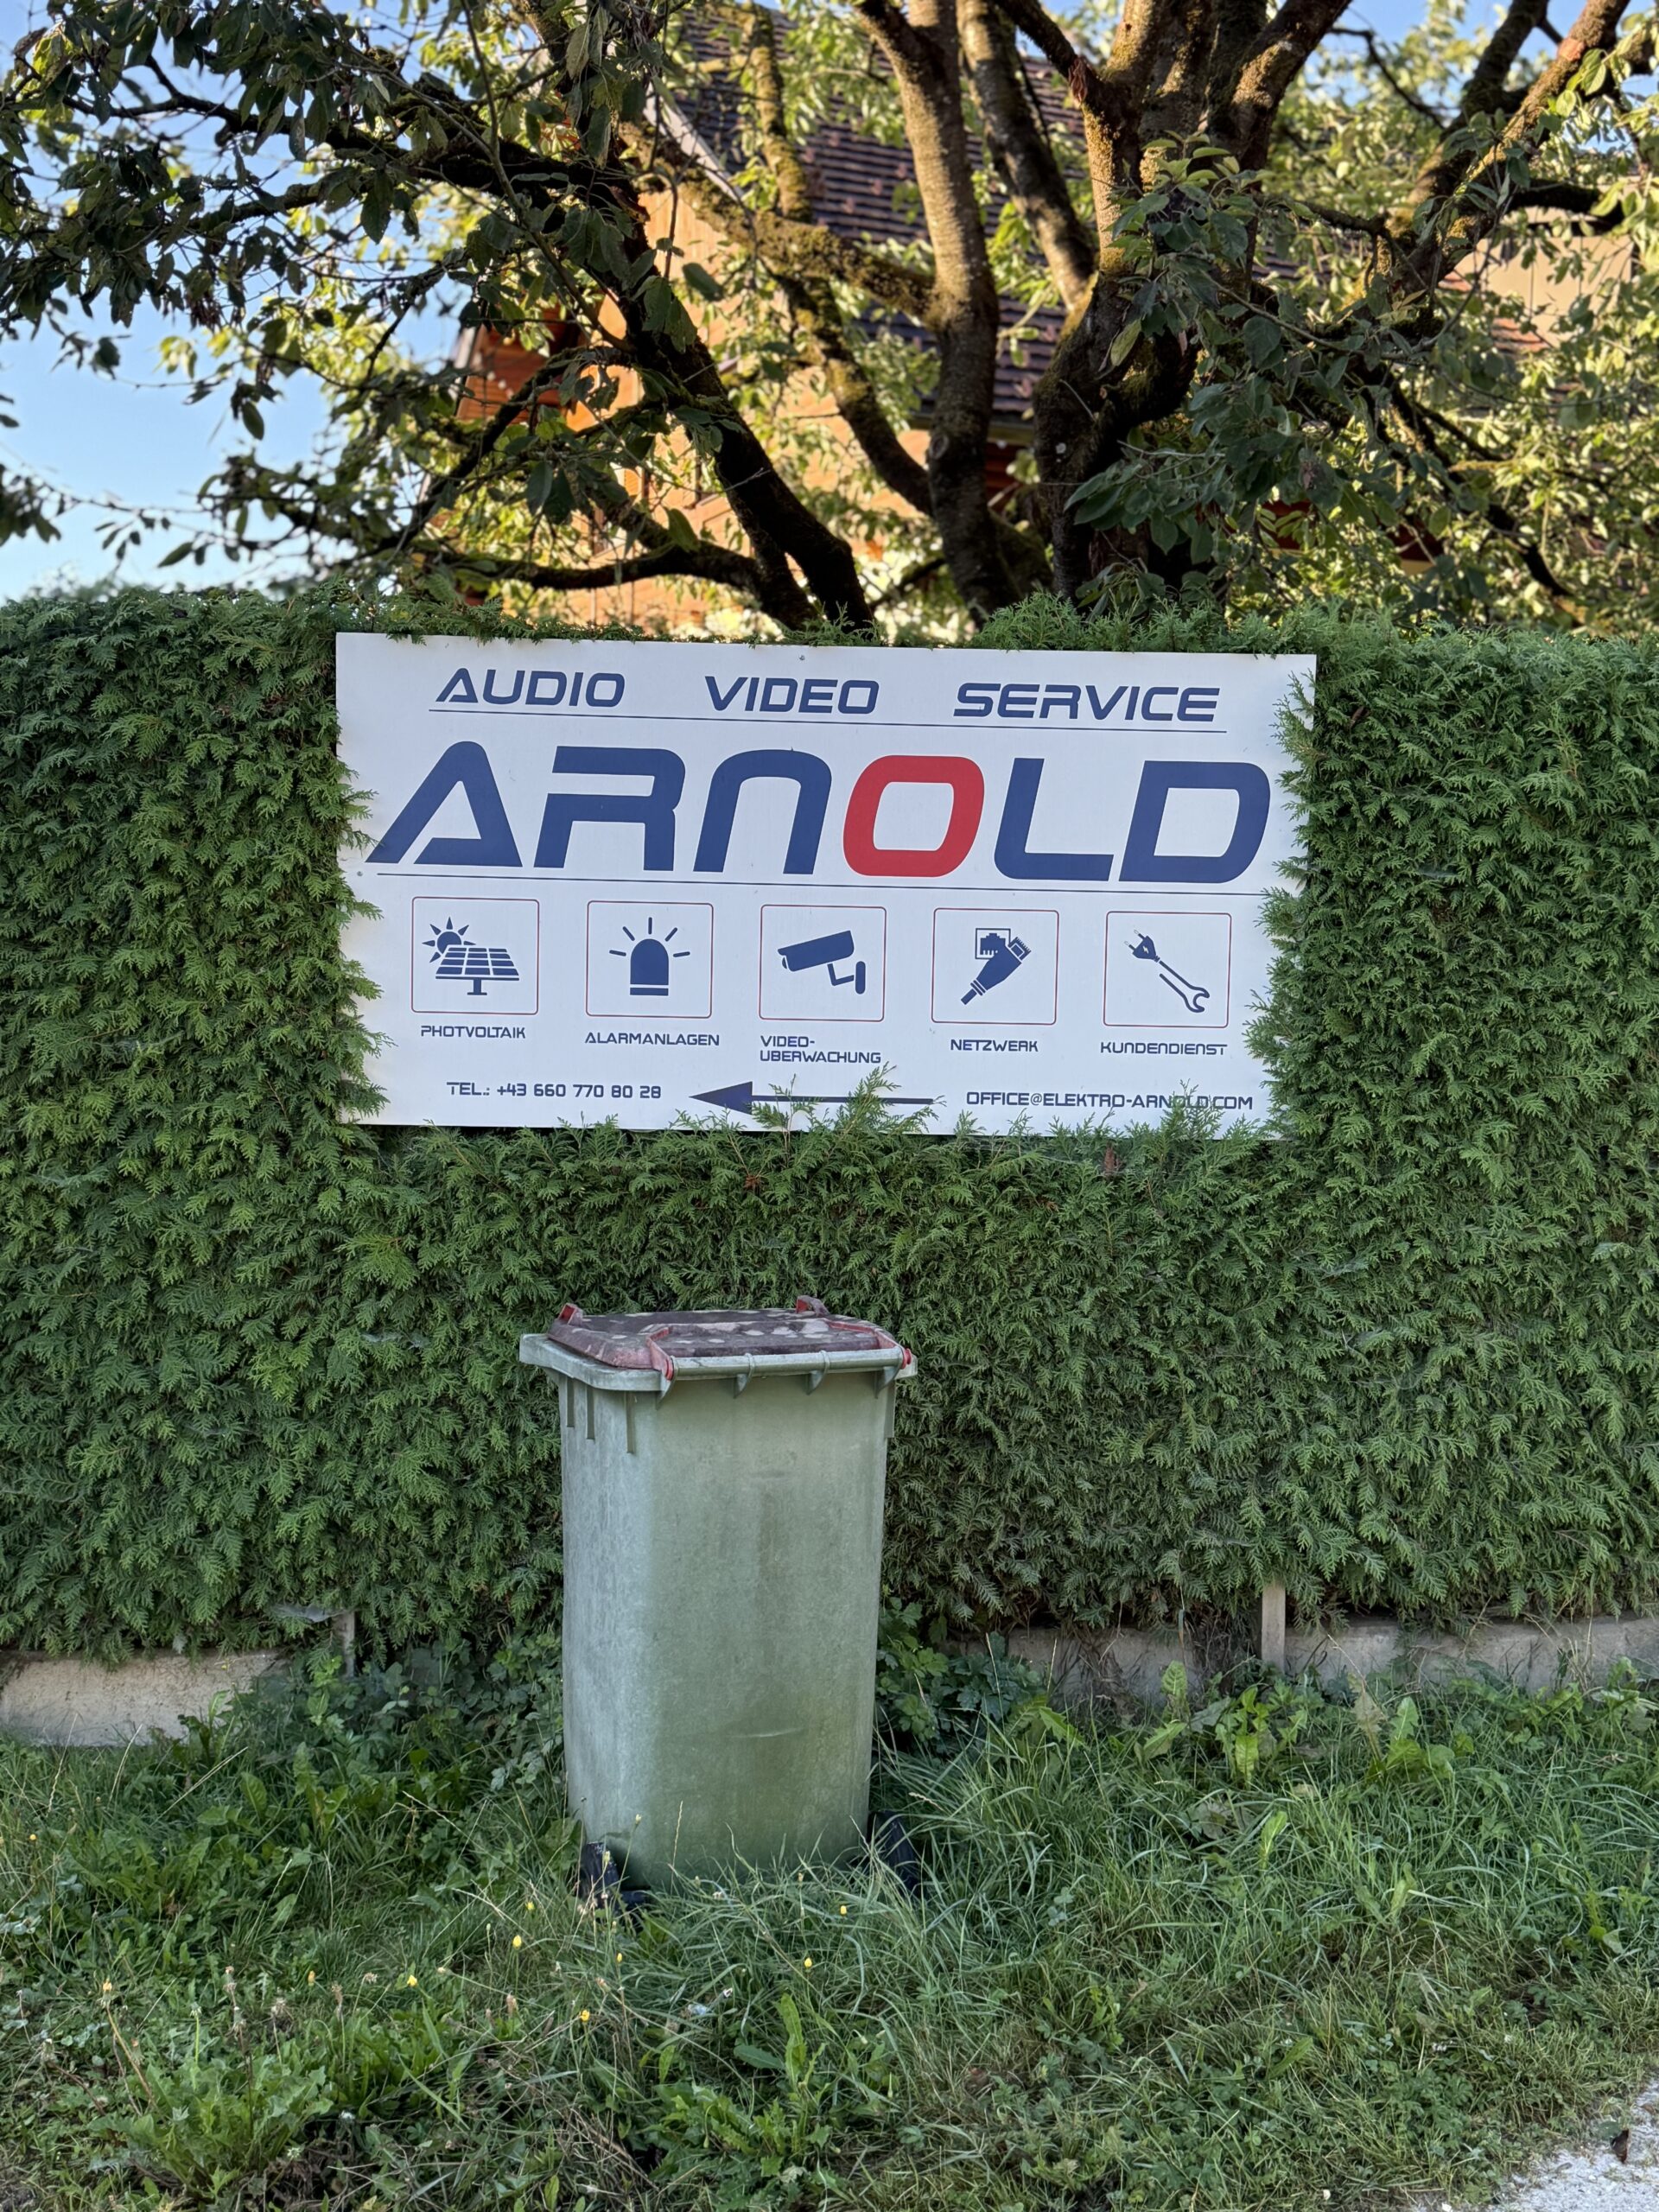 AUDIO VIDEO SERVICE
ARNOLD
PHOTVOLTAIK
ALARMANLAGEN
VIDEO-
ÜBERWACHUNG
NETZWERK
KUNDENDIENST
TEL.: +43 660 770 80 28
OFFICE@ELEKTRO-ARNOLD.COM